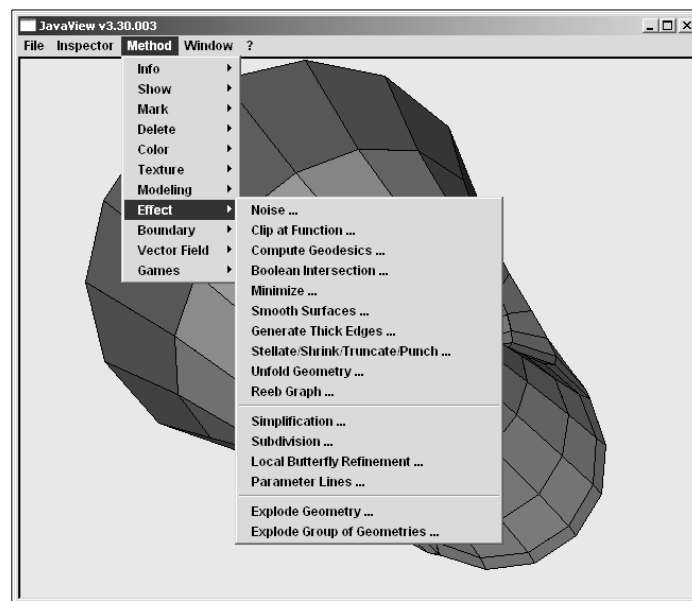 JavaView v3.30.003
File Inspector Method Window ?
Info
Show
Mark
Delete
Color
Texture
Modeling
Effect
Boundary
Vector Field
Games
Noise ...
Clip at Function ...
Compute Geodesics ...
Boolean Intersection ...
Minimize ...
Smooth Surfaces ...
Generate Thick Edges ...
Stellate/Shrink/Truncate/Punch ...
Unfold Geometry ...
Reeb Graph ...
Simplification ...
Subdivision ...
Local Butterfly Refinement ...
Parameter Lines ...
Explode Geometry ...
Explode Group of Geometries ...